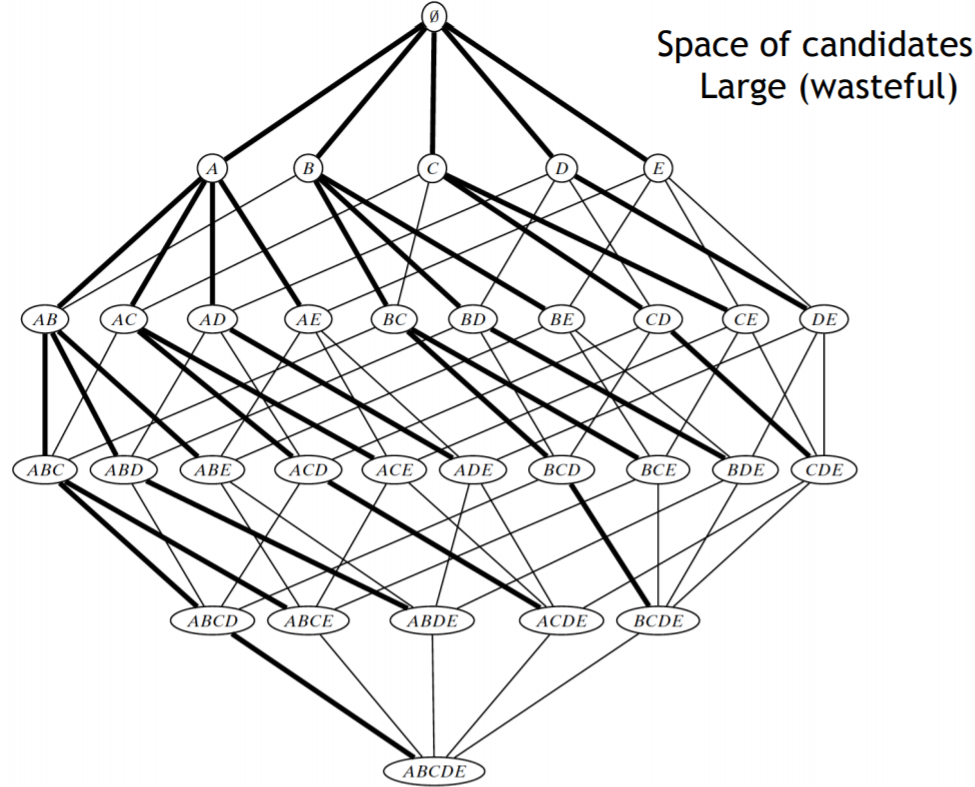 Ø
Space of candidates
Large (wasteful)
A B C D E
AB AC AD AE BC BD BE CD CE DE
ABC ABD ABE ACD ACE ADE BCD BCE BDE CDE
ABCD ABCE ABDE ACDE BCDE
ABCDE